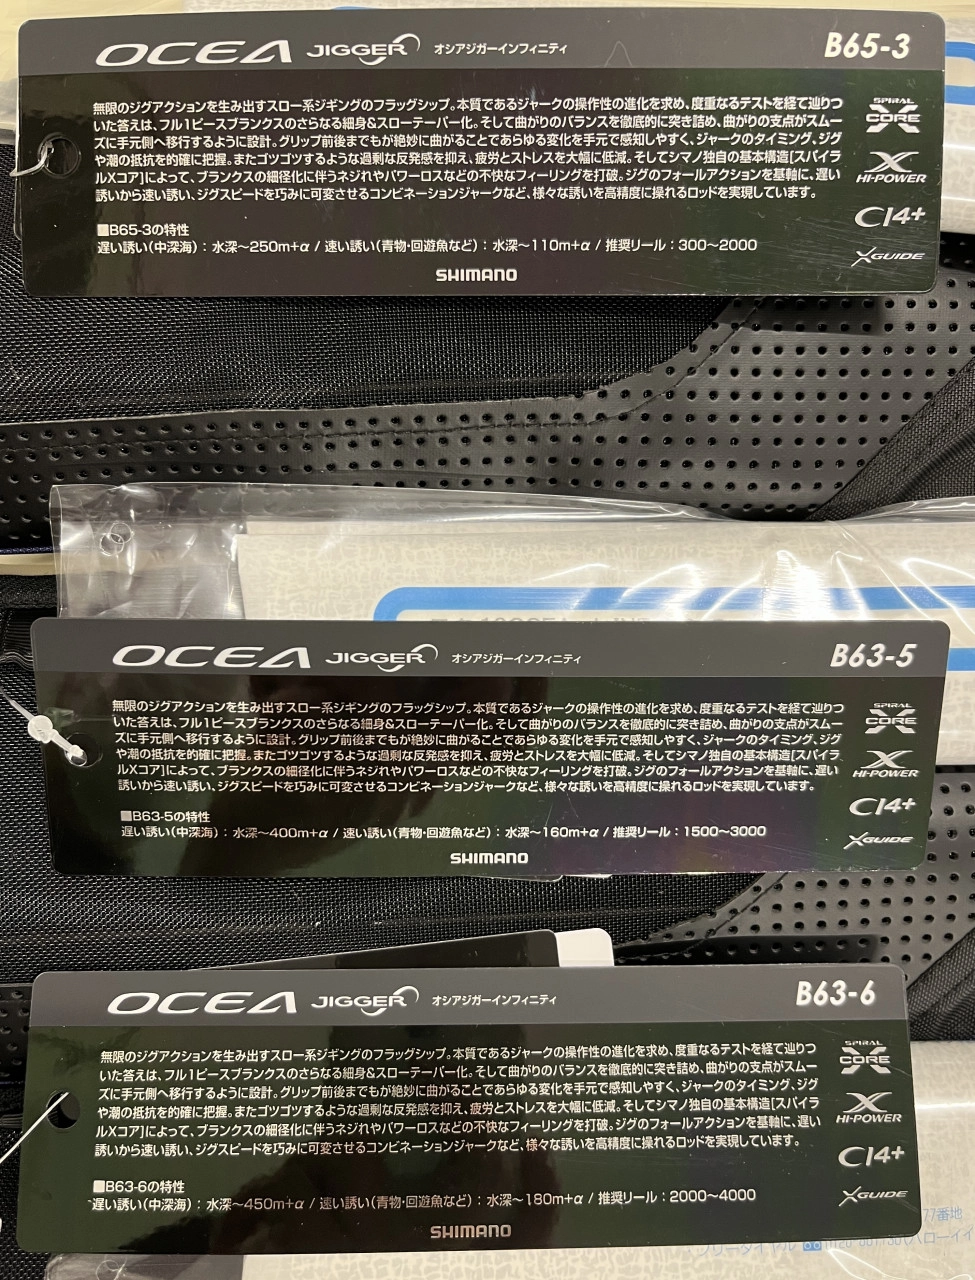 OCEA JIGGER オシアジガーインフィニティ B65-3
無限のジグアクションを生み出すスロー系ジギングのフラッグシップ。本質であるジャークの操作性の進化を求め、度重なるテストを経て辿りつ
いた答えは、フル1ピースブランクスのさらなる細身&スローテーパー化。そして曲がりのバランスを徹底的に突き詰め、曲がりの支点がスムー
ズに手元側へ移行するように設計。グリップ前後までもが絶妙に曲がることであらゆる変化を手元で感知しやすく、ジャークのタイミング、ジグ
や潮の抵抗を的確に把握。またゴツゴツするような過剰な反発感を抑え、疲労とストレスを大幅に低減。そしてシマノ独自の基本構造[スパイラ
ルXコア]によって、ブランクスの細径化に伴うネジれやパワーロスなどの不快なフィーリングを打破。ジグのフォールアクションを基軸に、遅い
誘いから速い誘い、ジグスピードを巧みに可変させるコンビネーションジャークなど、様々な誘いを高精度に操れるロッドを実現しています。
SPIRAL
X CORE
X HI-POWER
CI4+
XGUIDE
■B65-3の特性
遅い誘い(中深海):水深～250m+α / 速い誘い(青物・回遊魚など):水深～110m+α / 推奨リール:300～2000
SHIMANO
OCEA JIGGER オシアジガーインフィニティ B63-5
無限のジグアクションを生み出すスロー系ジギングのフラッグシップ。本質であるジャークの操作性の進化を求め、度重なるテストを経て辿りつ
いた答えは、フル1ピースブランクスのさらなる細身&スローテーパー化。そして曲がりのバランスを徹底的に突き詰め、曲がりの支点がスムー
ズに手元側へ移行するように設計。グリップ前後までもが絶妙に曲がることであらゆる変化を手元で感知しやすく、ジャークのタイミング、ジグ
や潮の抵抗を的確に把握。またゴツゴツするような過剰な反発感を抑え、疲労とストレスを大幅に低減。そしてシマノ独自の基本構造[スパイラ
ルXコア]によって、ブランクスの細径化に伴うネジれやパワーロスなどの不快なフィーリングを打破。ジグのフォールアクションを基軸に、遅い
誘いから速い誘い、ジグスピードを巧みに可変させるコンビネーションジャークなど、様々な誘いを高精度に操れるロッドを実現しています。
SPIRAL
X CORE
X HI-POWER
CI4+
XGUIDE
■B63-5の特性
遅い誘い(中深海):水深～400m+α / 速い誘い(青物・回遊魚など):水深～160m+α / 推奨リール:1500～3000
SHIMANO
OCEA JIGGER オシアジガーインフィニティ B63-6
無限のジグアクションを生み出すスロー系ジギングのフラッグシップ。本質であるジャークの操作性の進化を求め、度重なるテストを経て辿りつ
いた答えは、フル1ピースブランクスのさらなる細身&スローテーパー化。そして曲がりのバランスを徹底的に突き詰め、曲がりの支点がスムー
ズに手元側へ移行するように設計。グリップ前後までもが絶妙に曲がることであらゆる変化を手元で感知しやすく、ジャークのタイミング、ジグ
や潮の抵抗を的確に把握。またゴツゴツするような過剰な反発感を抑え、疲労とストレスを大幅に低減。そしてシマノ独自の基本構造[スパイラ
ルXコア]によって、ブランクスの細径化に伴うネジれやパワーロスなどの不快なフィーリングを打破。ジグのフォールアクションを基軸に、遅い
誘いから速い誘い、ジグスピードを巧みに可変させるコンビネーションジャークなど、様々な誘いを高精度に操れるロッドを実現しています。
SPIRAL
X CORE
X HI-POWER
CI4+
XGUIDE
■B63-6の特性
遅い誘い(中深海):水深～450m+α / 速い誘い(青物・回遊魚など):水深～180m+α / 推奨リール:2000～4000
SHIMANO
77番地
フリーダイヤル